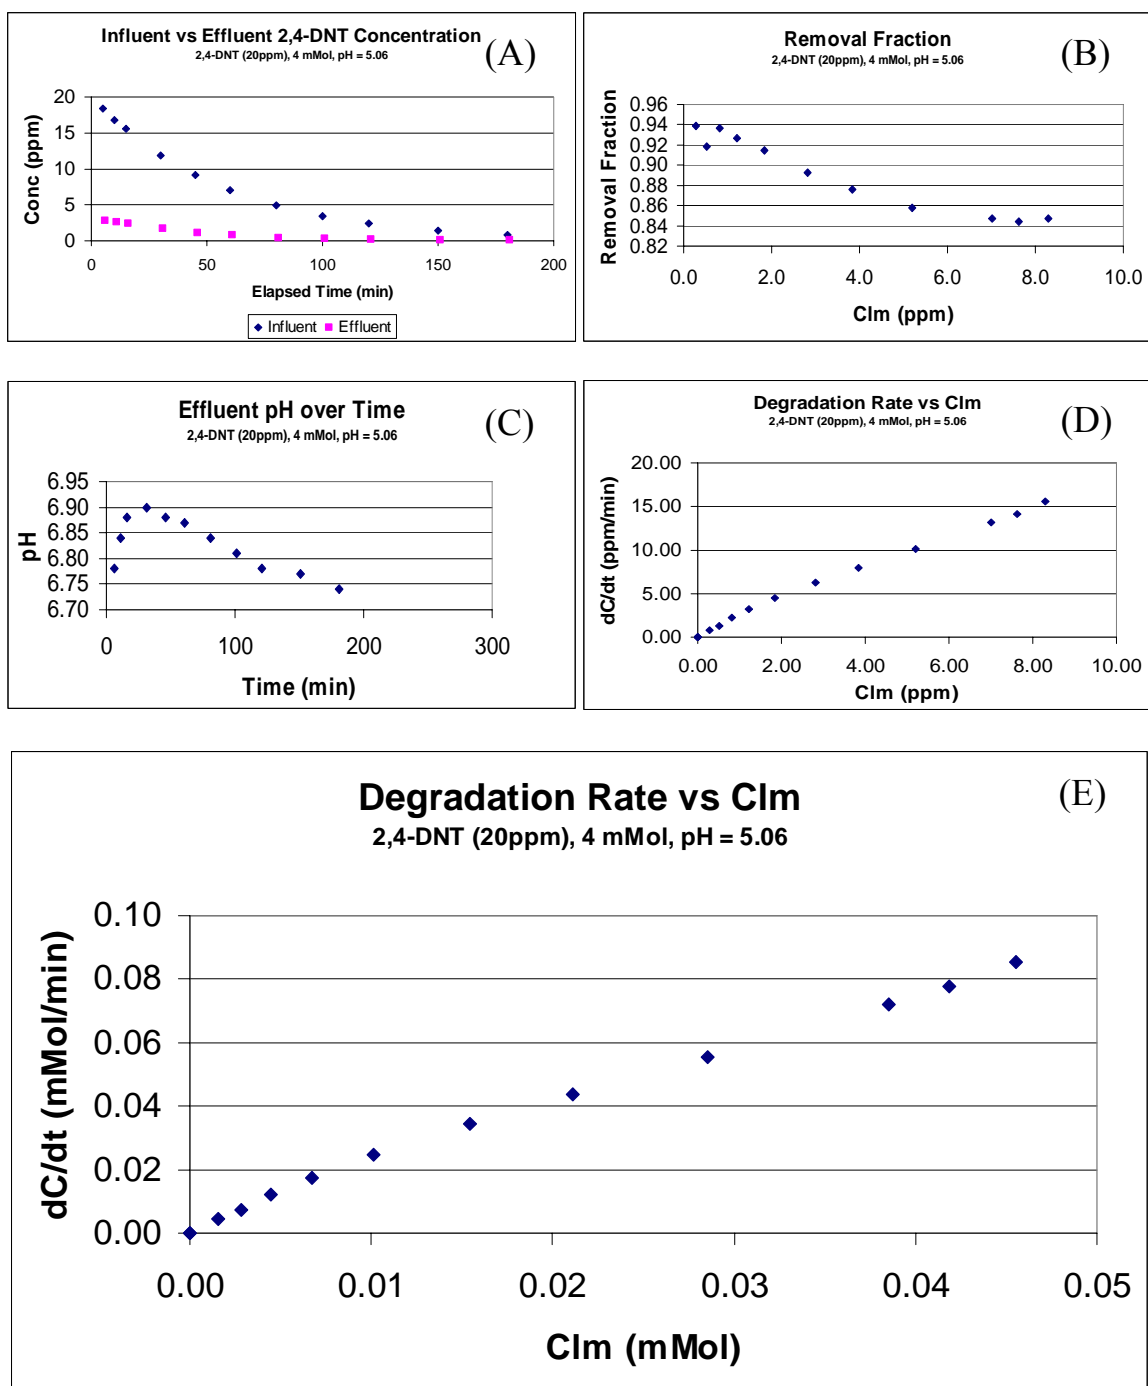 Influent vs Effluent 2,4-DNT Concentration
2,4-DNT (20ppm), 4 mMol, pH = 5.06
(A)
20
15
10
5
0
Conc (ppm)
0 50 100 150 200
Elapsed Time (min)
Influent Effluent
Removal Fraction
2,4-DNT (20ppm), 4 mMol, pH = 5.06
(B)
0.96
0.94
0.92
0.90
0.88
0.86
0.84
0.82
Removal Fraction
0.0 2.0 4.0 6.0 8.0 10.0
Clm (ppm)
Effluent pH over Time
2,4-DNT (20ppm), 4 mMol, pH = 5.06
(C)
6.95
6.90
6.85
6.80
6.75
6.70
pH
0 100 200 300
Time (min)
Degradation Rate vs Clm
2,4-DNT (20ppm), 4 mMol, pH = 5.06
(D)
20.00
15.00
10.00
5.00
0.00
dC/dt (ppm/min)
0.00 2.00 4.00 6.00 8.00 10.00
Clm (ppm)
Degradation Rate vs Clm
2,4-DNT (20ppm), 4 mMol, pH = 5.06
(E)
0.10
0.08
0.06
0.04
0.02
0.00
dC/dt (mMol/min)
0.00 0.01 0.02 0.03 0.04 0.05
Clm (mMol)